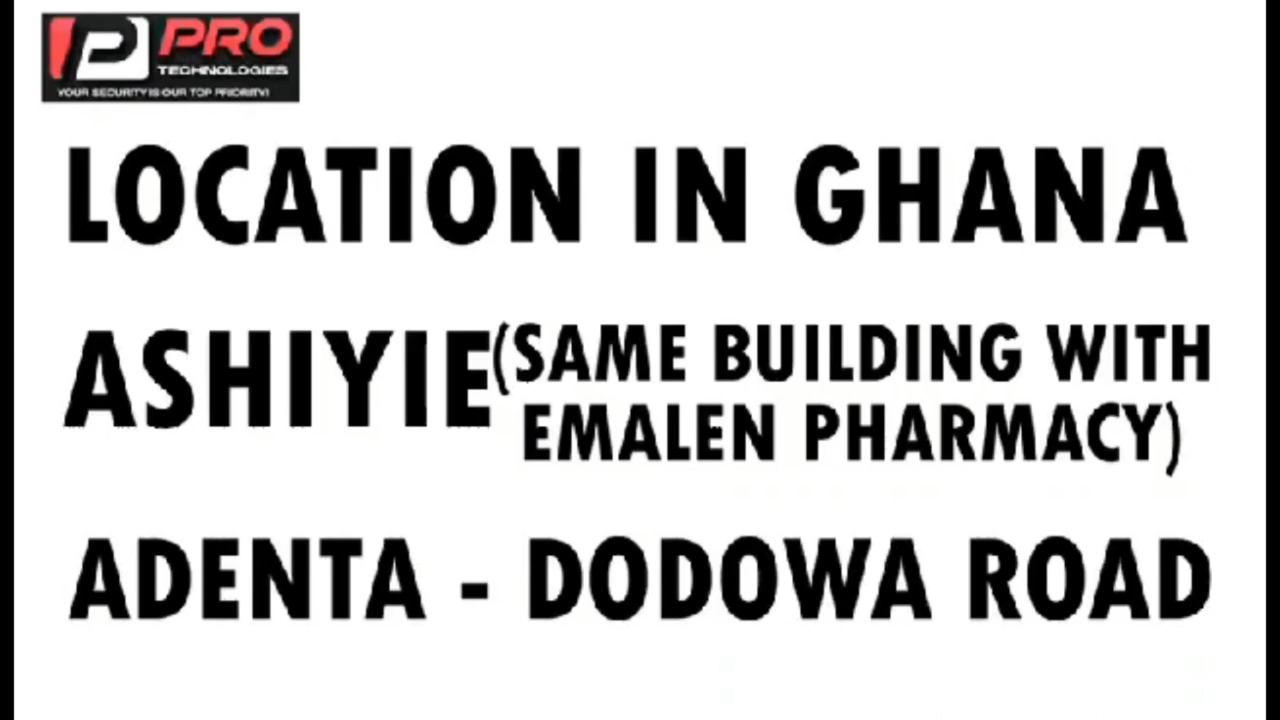 PRO
TECHNOLOGIES
YOUR SECURITY IS OUR TOP PRIORITY!
LOCATION IN GHANA
ASHIYIE (SAME BUILDING WITH
EMALEN PHARMACY)
ADENTA - DODOWA ROAD